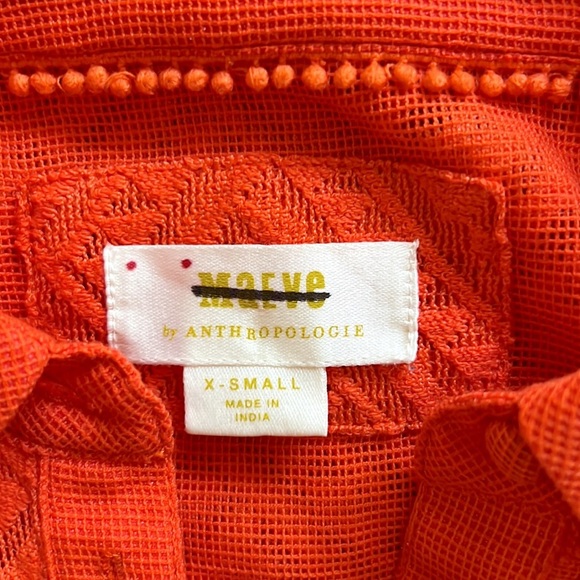 Maeve
by ANTHROPOLOGIE
X-SMALL
MADE IN
INDIA